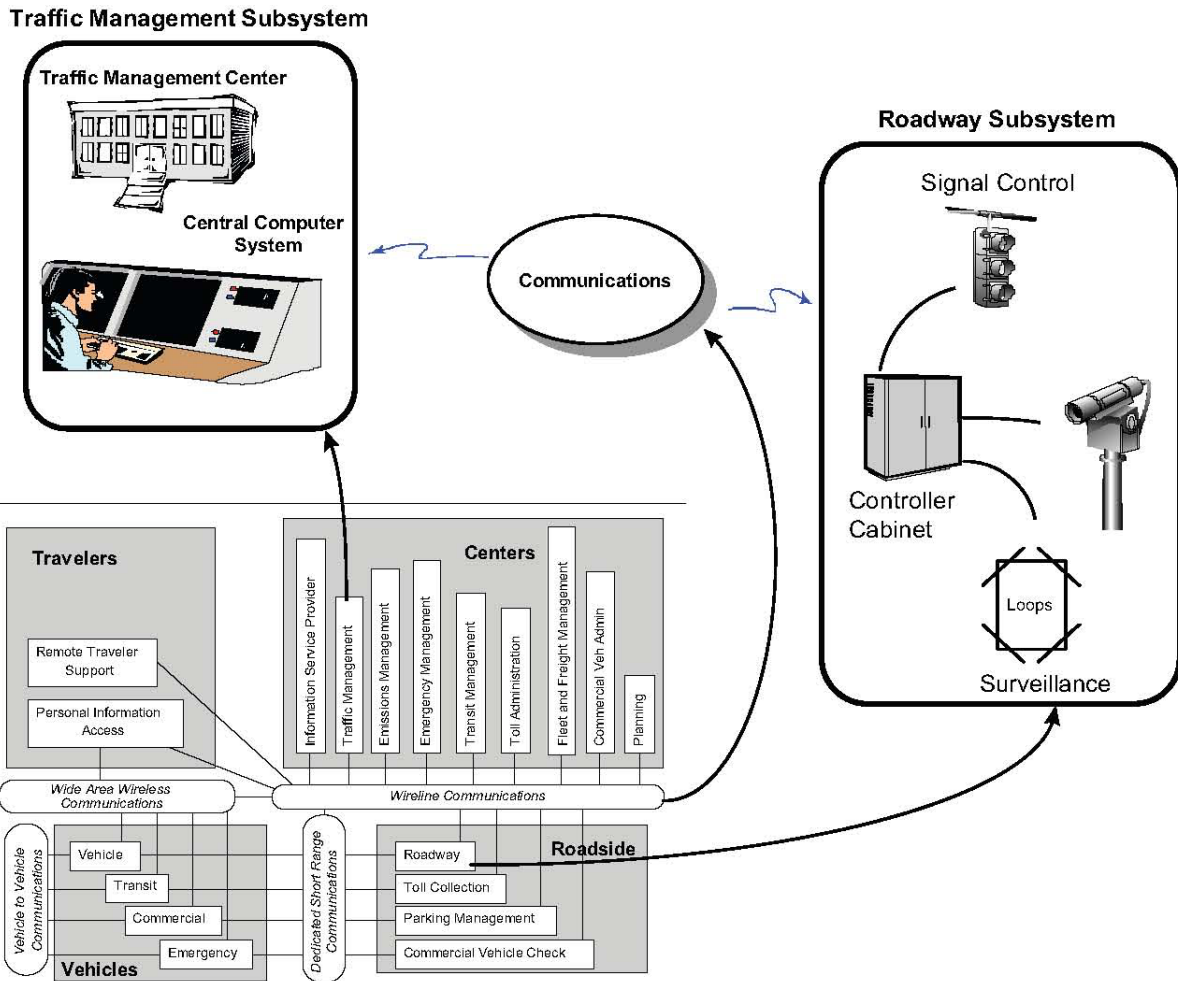 Traffic Management Subsystem
Traffic Management Center
Central Computer
System
Communications
Roadway Subsystem
Signal Control
Controller
Cabinet
Loops
Surveillance
Travelers
Remote Traveler
Support
Personal Information
Access
Centers
Information Service Provider
Traffic Management
Emissions Management
Emergency Management
Transit Management
Toll Administration
Fleet and Freight Management
Commercial Veh Admin
Planning
Wide Area Wireless
Communications
Wireline Communications
Vehicle to Vehicle
Communications
Vehicle
Transit
Commercial
Emergency
Vehicles
Dedicated Short Range
Communications
Roadside
Roadway
Toll Collection
Parking Management
Commercial Vehicle Check